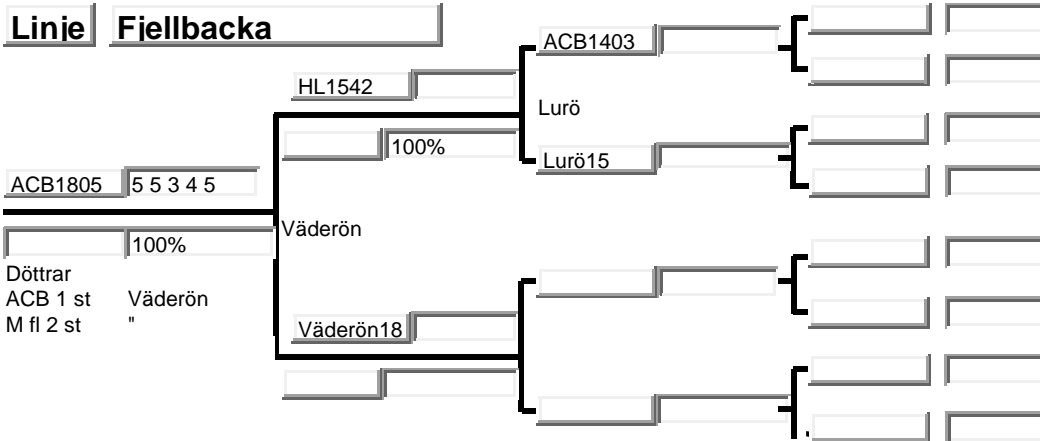 Linje Fjellbacka
ACB1403
HL1542
Lurö
100%
Lurö15
ACB1805 5 5 3 4 5
Väderön
100%
Döttrar
ACB 1 st Väderön
M fl 2 st "
Väderön18